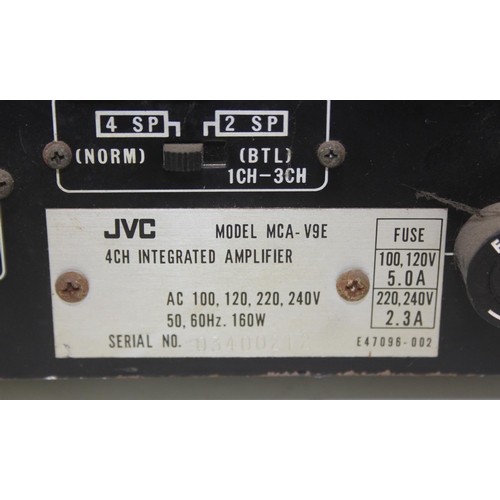 4 SP 2 SP
(NORM) (BTL)
1CH-3CH
JVC MODEL MCA-V9E
4CH INTEGRATED AMPLIFIER
AC 100, 120, 220, 240V
50, 60Hz. 160W
SERIAL NO.
FUSE
100, 120V
5.0A
220, 240V
2.3A
E47096-002